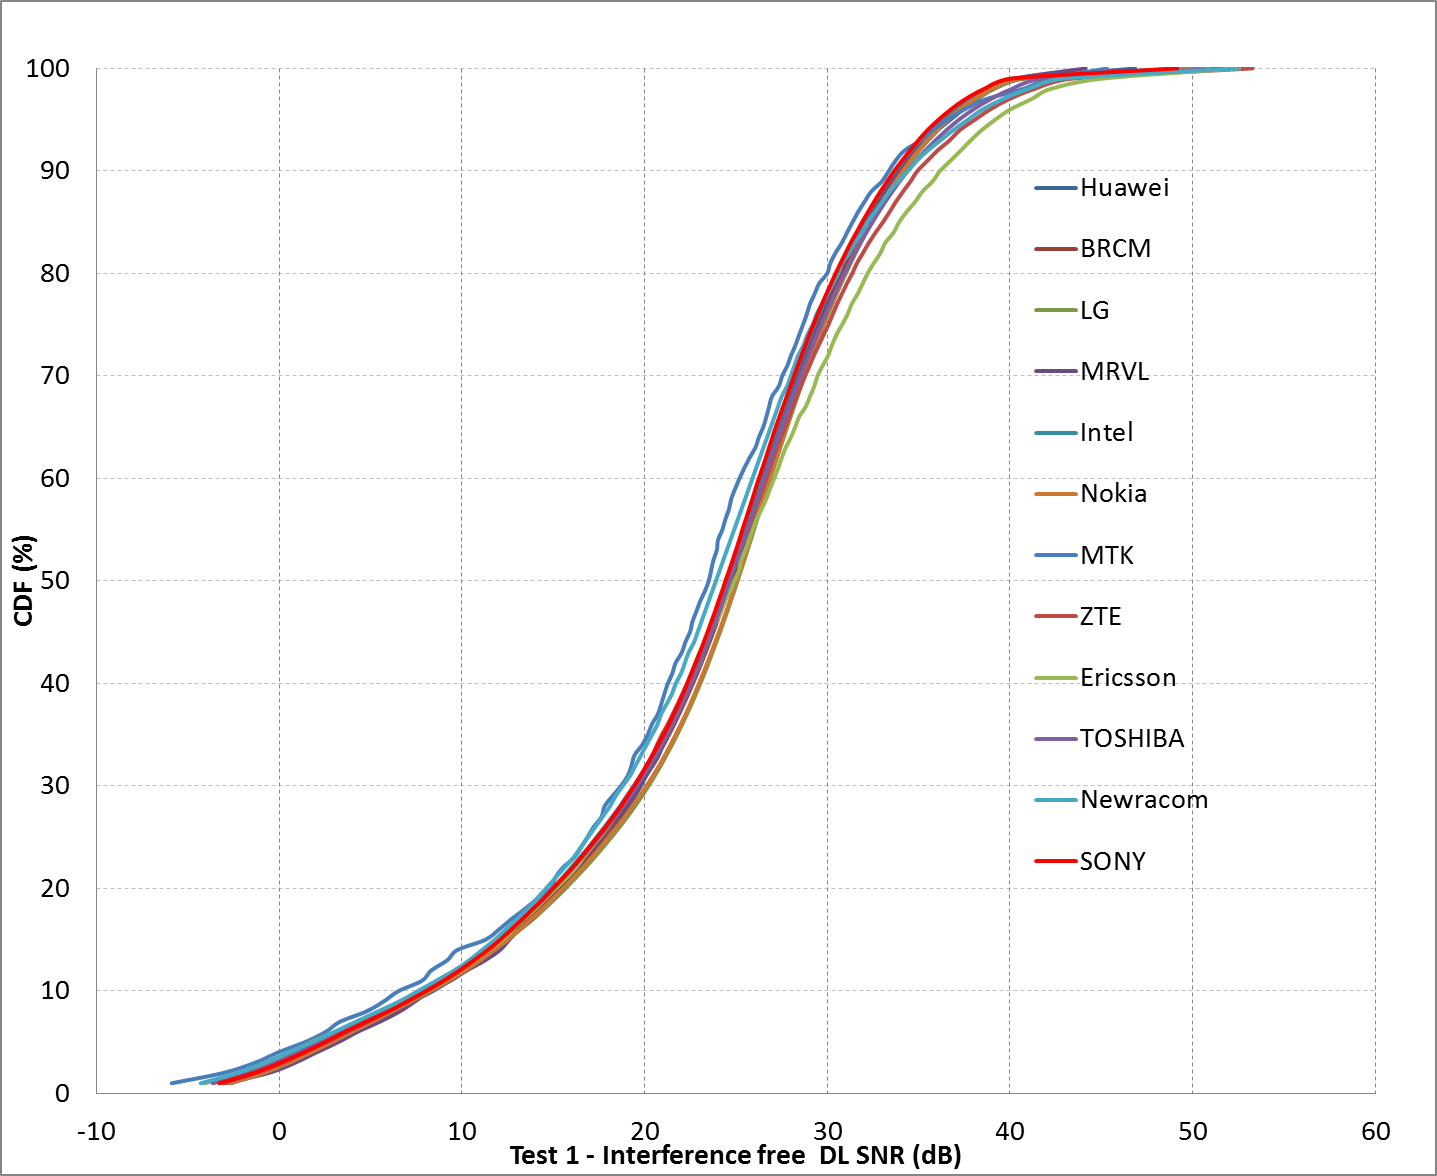 100
90
80
70
60
50
40
30
20
10
0
CDF (%)
-10 0 10 20 30 40 50 60
Test 1 - Interference free  DL SNR (dB)
Huawei
BRCM
LG
MRVL
Intel
Nokia
MTK
ZTE
Ericsson
TOSHIBA
Newracom
SONY